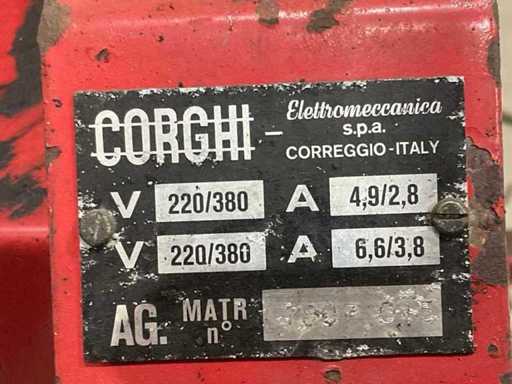 CORGHI - Elettromeccanica
s.p.a.
CORREGGIO-ITALY
V 220/380 A 4,9/2,8
V 220/380 A 6,6/3,8
AG. MATR
n°